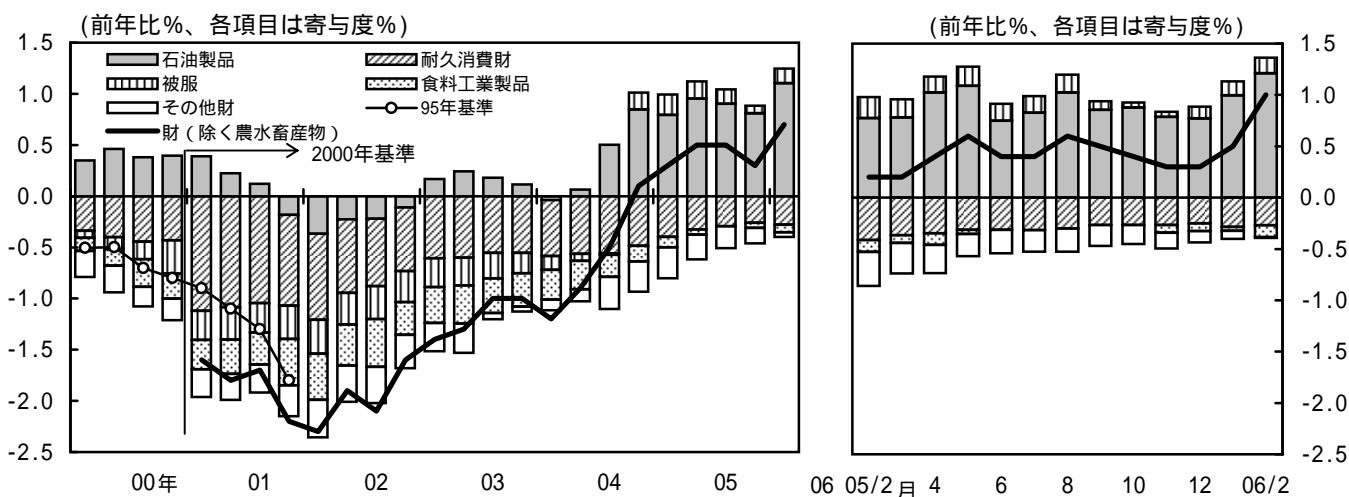 (前年比%、各項目は寄与度%)
1.5
1.0
0.5
0.0
-0.5
-1.0
-1.5
-2.0
-2.5
石油製品
耐久消費財
被服
食料工業製品
その他財
95年基準
財(除く農水畜産物)
2000年基準
00年 01 02 03 04 05 06
(前年比%、各項目は寄与度%)
1.5
1.0
0.5
0.0
-0.5
-1.0
-1.5
-2.0
-2.5
05/2月 4 6 8 10 12 06/2